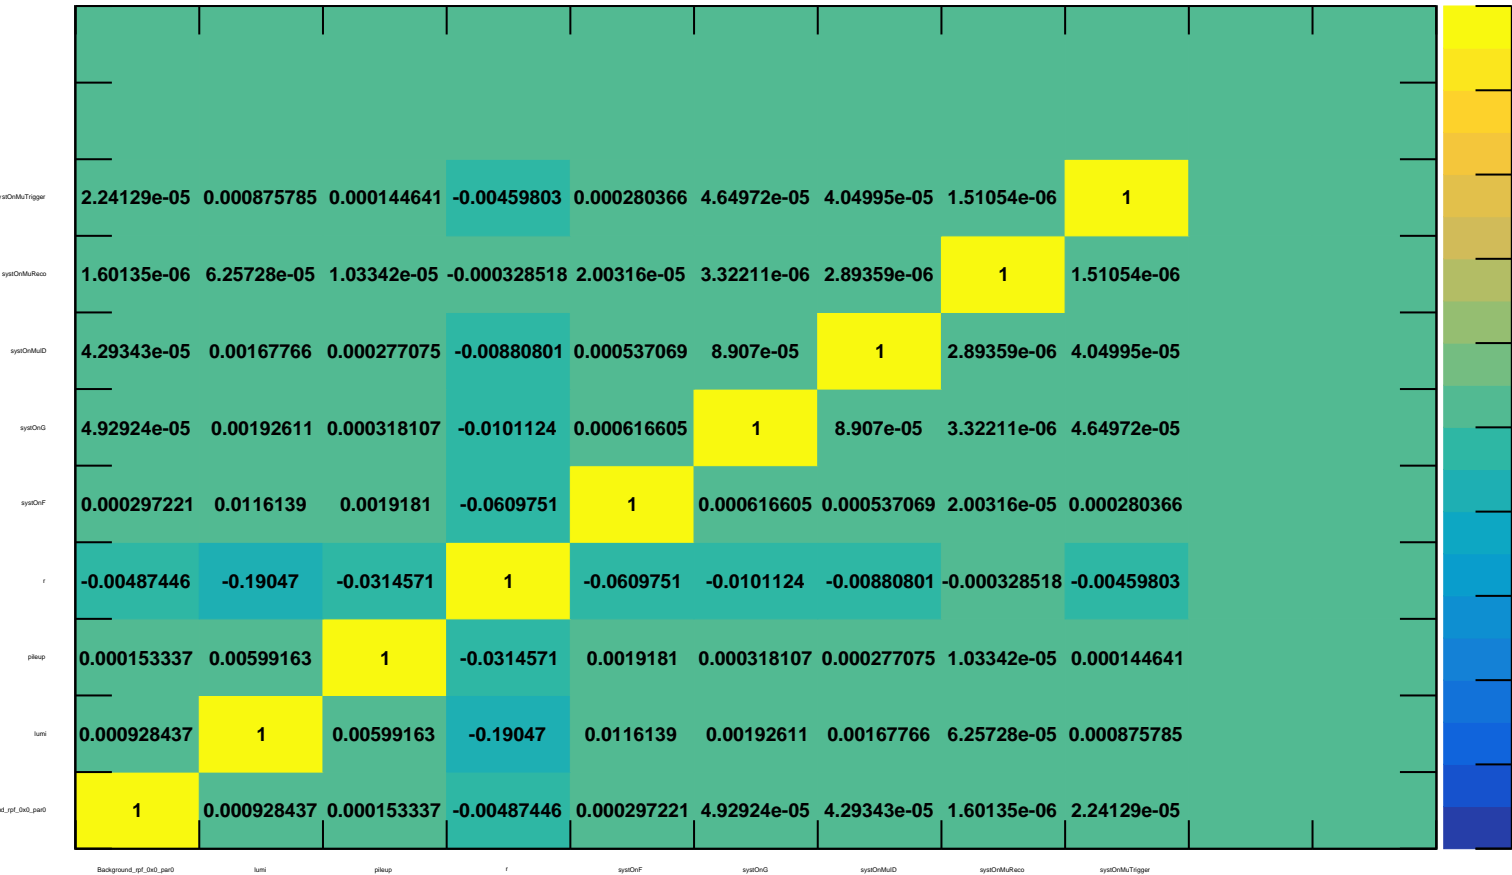 stOnMuTrigger 2.24129e-05 0.000875785 0.000144641 -0.00459803 0.000280366 4.64972e-05 4.04995e-05 1.51054e-06 1
systOnMuReco 1.60135e-06 6.25728e-05 1.03342e-05 -0.000328518 2.00316e-05 3.32211e-06 2.89359e-06 1 1.51054e-06
systOnMuID 4.29343e-05 0.00167766 0.000277075 -0.00880801 0.000537069 8.907e-05 1 2.89359e-06 4.04995e-05
systOnG 4.92924e-05 0.00192611 0.000318107 -0.0101124 0.000616605 1 8.907e-05 3.32211e-06 4.64972e-05
systOnF 0.000297221 0.0116139 0.0019181 -0.0609751 1 0.000616605 0.000537069 2.00316e-05 0.000280366
r -0.00487446 -0.19047 -0.0314571 1 -0.0609751 -0.0101124 -0.00880801 -0.000328518 -0.00459803
pileup 0.000153337 0.00599163 1 -0.0314571 0.0019181 0.000318107 0.000277075 1.03342e-05 0.000144641
lumi 0.000928437 1 0.00599163 -0.19047 0.0116139 0.00192611 0.00167766 6.25728e-05 0.000875785
d_rpf_0x0_par0 1 0.000928437 0.000153337 -0.00487446 0.000297221 4.92924e-05 4.29343e-05 1.60135e-06 2.24129e-05
Background_rpf_0x0_par0 lumi pileup r systOnF systOnG systOnMuID systOnMuReco systOnMuTrigger